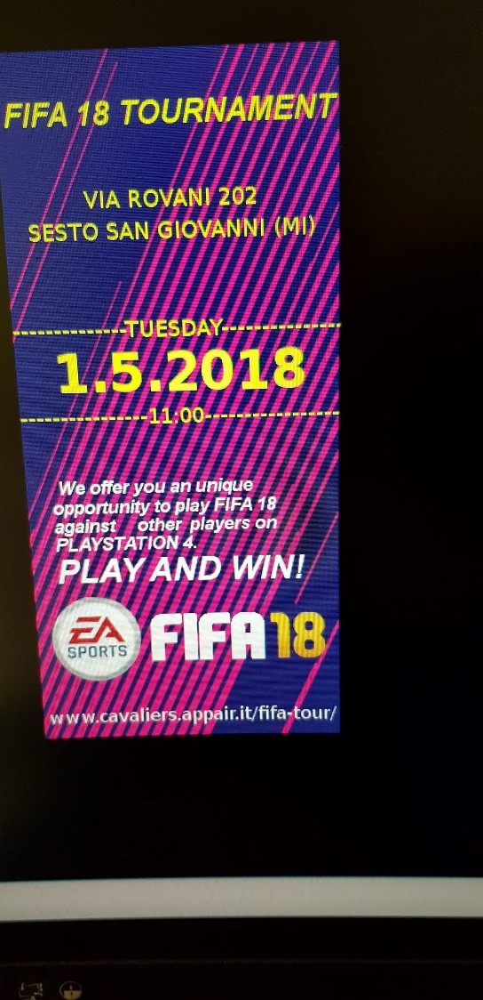 FIFA 18 TOURNAMENT
VIA ROVANI 202
SESTO SAN GIOVANNI (MI)
TUESDAY
1.5.2018
11:00
We offer you an unique
opportunity to play FIFA 18
against other players on
PLAYSTATION 4.
PLAY AND WIN!
EA
SPORTS
FIFA 18
www.cavaliers.appair.it/fifa-tour/